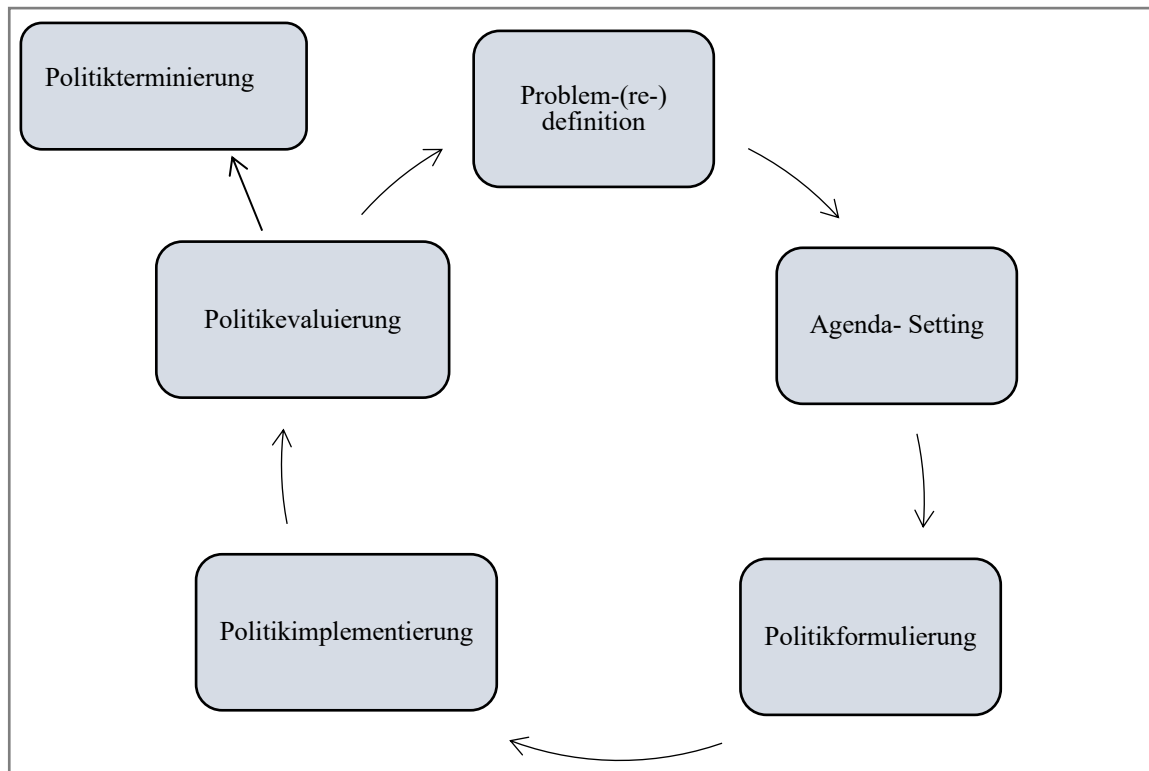 Politikterminierung
Problem-(re-)
definition
Politikevaluierung
Agenda- Setting
Politikimplementierung
Politikformulierung